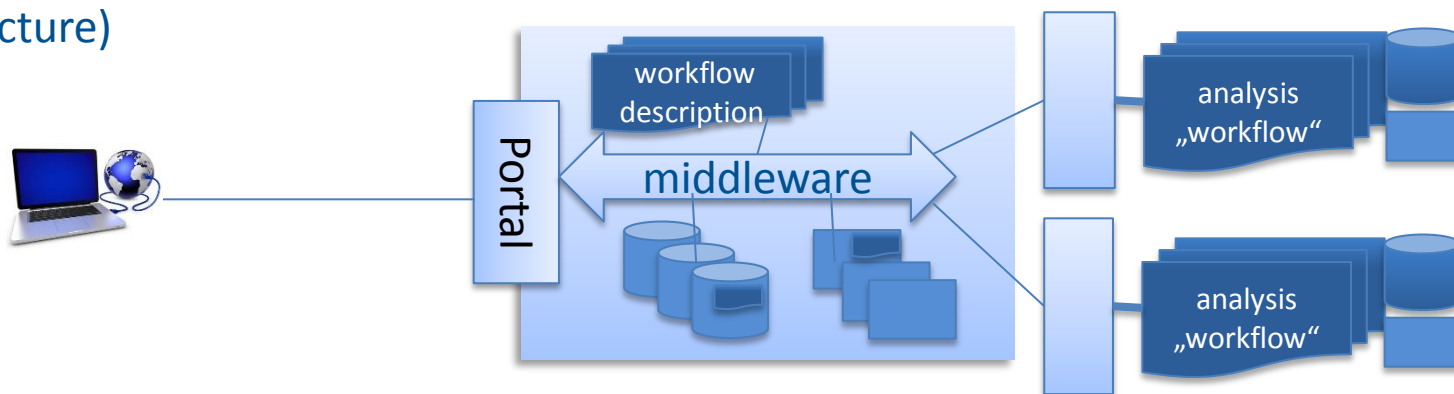 cture)
workflow
description
Portal
middleware
analysis
„workflow“
analysis
„workflow“